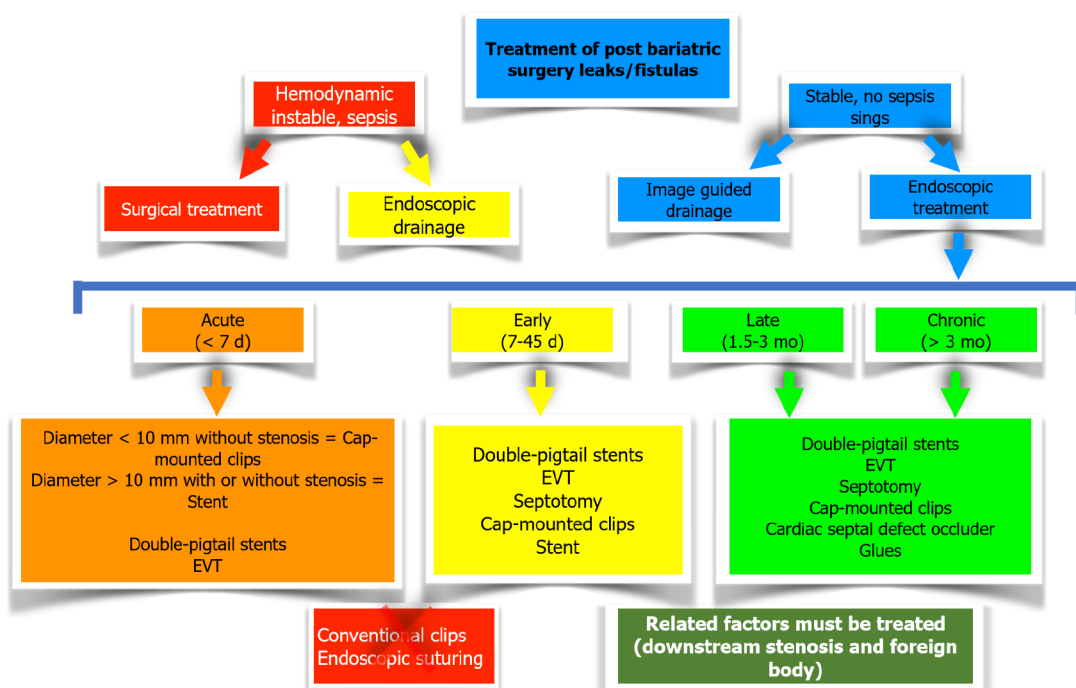 Treatment of post bariatric
surgery leaks/fistulas
Hemodynamic
instable, sepsis
Stable, no sepsis
sings
Surgical treatment
Endoscopic
drainage
Image guided
drainage
Endoscopic
treatment
Acute
(< 7 d)
Early
(7-45 d)
Late
(1.5-3 mo)
Chronic
(> 3 mo)
Diameter < 10 mm without stenosis = Cap-
mounted clips
Diameter > 10 mm with or without stenosis =
Stent
Double-pigtail stents
EVT
Double-pigtail stents
EVT
Septotomy
Cap-mounted clips
Stent
Double-pigtail stents
EVT
Septotomy
Cap-mounted clips
Cardiac septal defect occluder
Glues
Conventional clips
Endoscopic suturing
Related factors must be treated
(downstream stenosis and foreign
body)